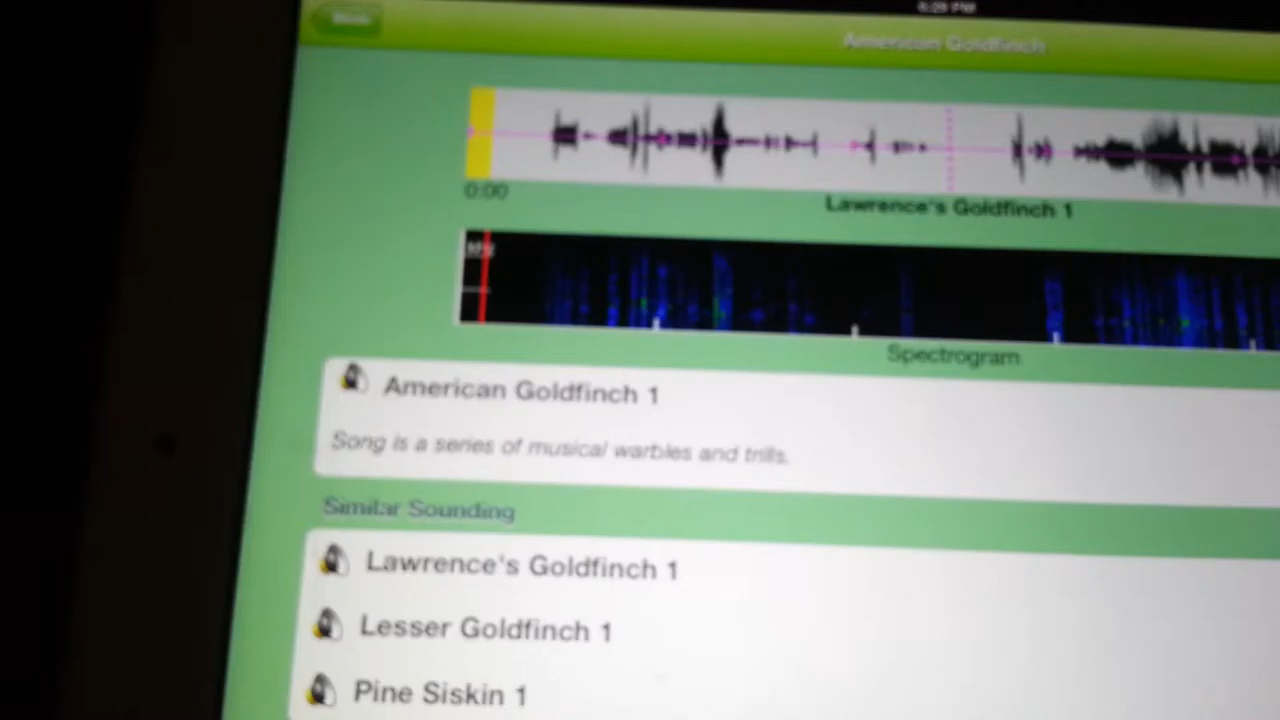 American Goldfinch
0:00
Lawrence's Goldfinch 1
Spectrogram
American Goldfinch 1
Song is a series of musical warbles and trills.
Similar Sounding
Lawrence's Goldfinch 1
Lesser Goldfinch 1
Pine Siskin 1